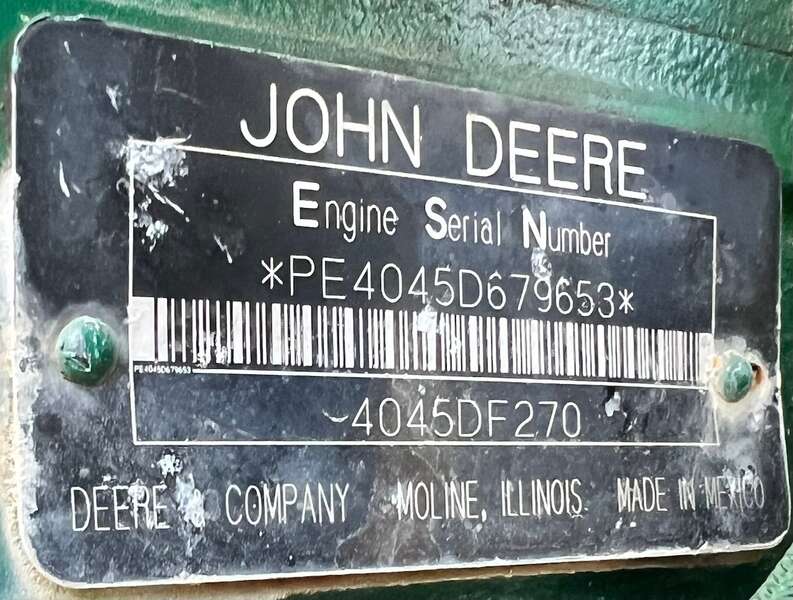 JOHN DEERE
Engine Serial Number
*PE4045D679653*
PE4045D679653
4045DF270
DEERE & COMPANY MOLINE, ILLINOIS MADE IN MEXICO